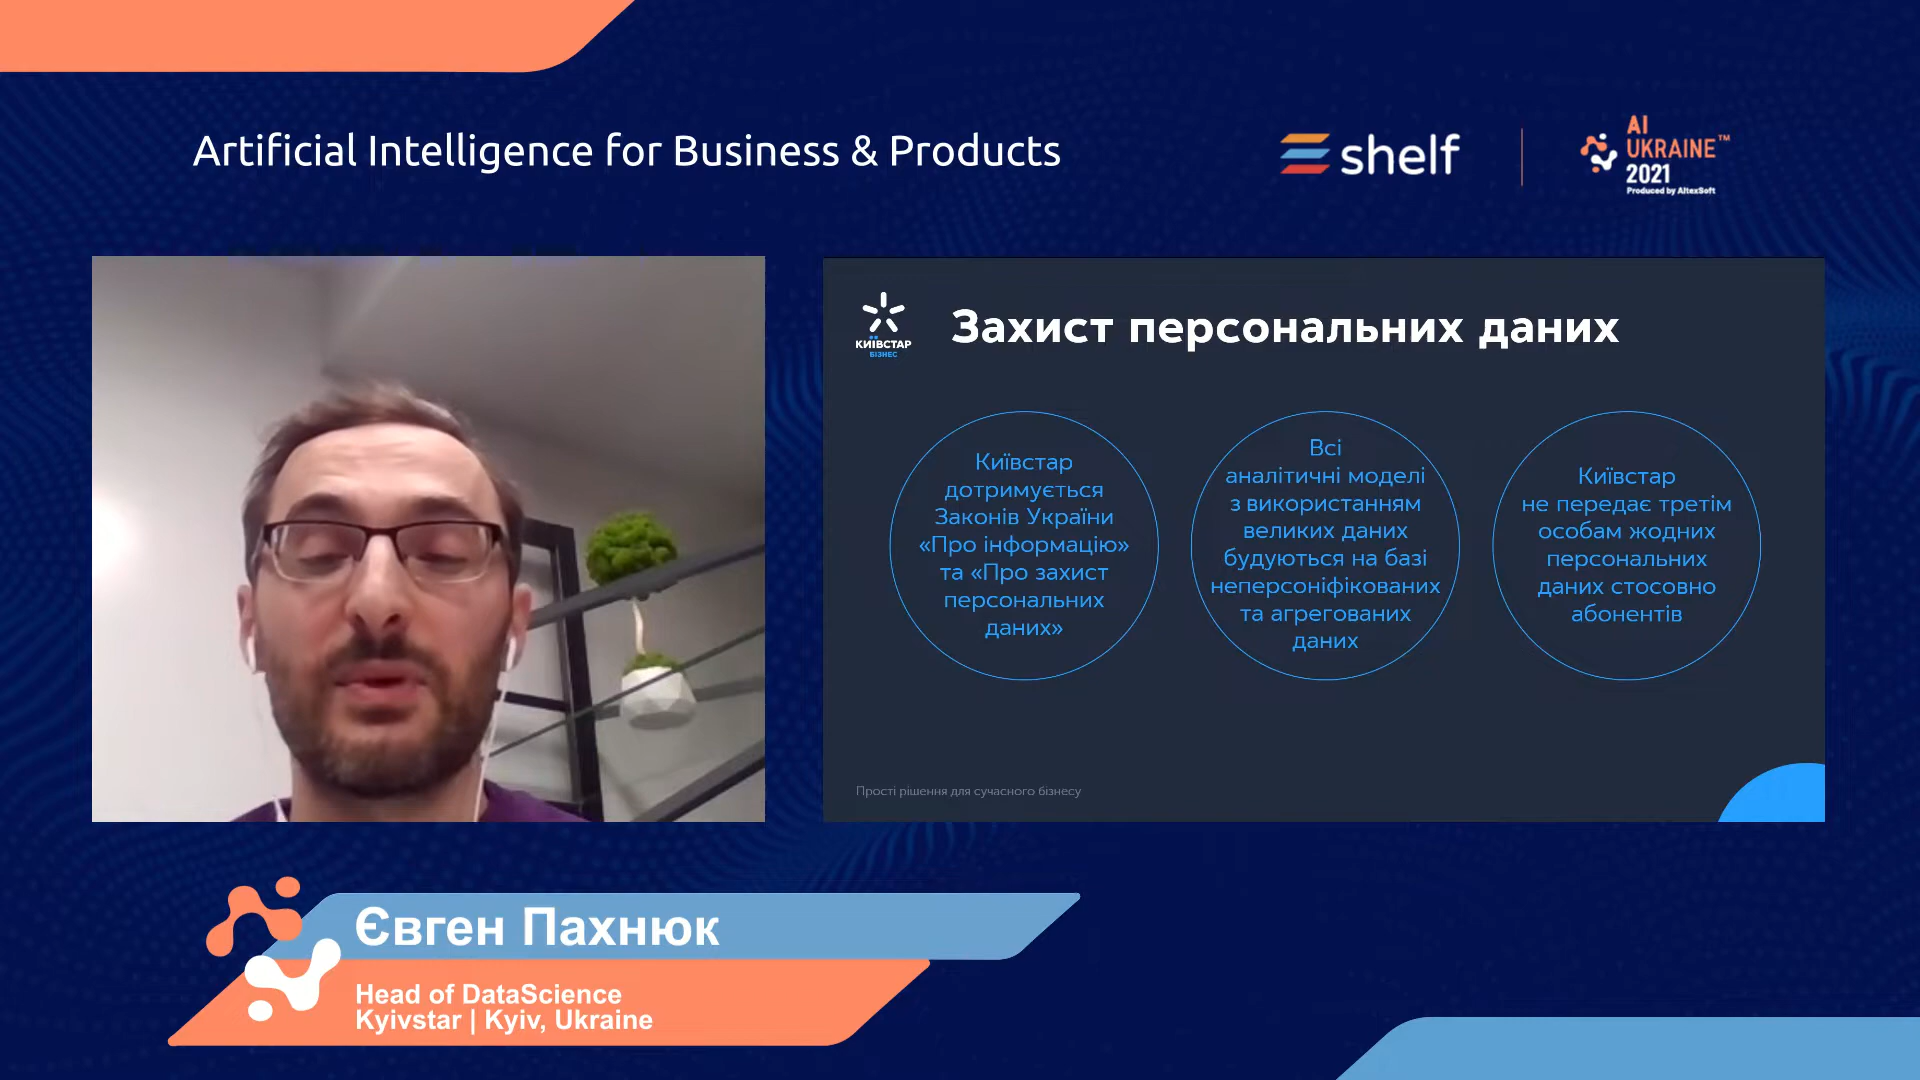 Artificial Intelligence for Business & Products
shelf
AI
UKRAINE™
2021
Produced by AltexSoft
КИЇВСТАР
БІЗНЕС
Захист персональних даних
Київстар
дотримується
Законів України
«Про інформацію»
та «Про захист
персональних
даних»
Всі
аналітичні моделі
з використанням
великих даних
будуються на базі
неперсоніфікованих
та агрегованих
даних
Київстар
не передає третім
особам жодних
персональних
даних стосовно
абонентів
Прості рішення для сучасного бізнесу
Євген Пахнюк
Head of DataScience
Kyivstar | Kyiv, Ukraine